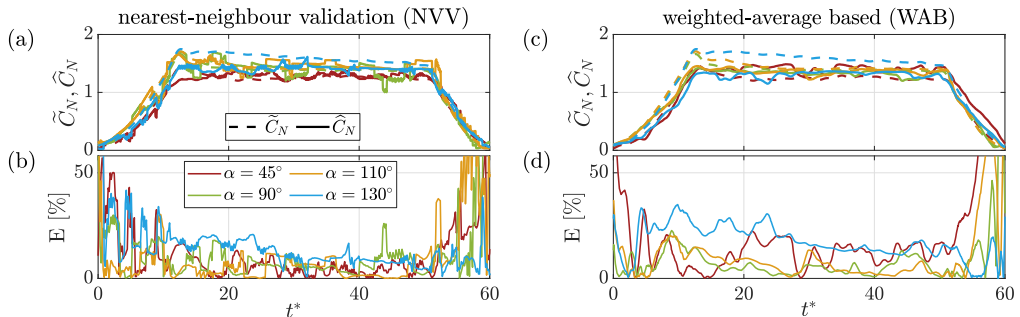 nearest-neighbour validation (NVV)
weighted-average based (WAB)
(a)
2
1
0
C̃_N, Ĉ_N
C̃_N
Ĉ_N
(c)
2
1
0
C̃_N, Ĉ_N
(b)
50
0
E [%]
α = 45°
α = 110°
α = 90°
α = 130°
0
20
40
60
t*
(d)
50
0
E [%]
0
20
40
60
t*